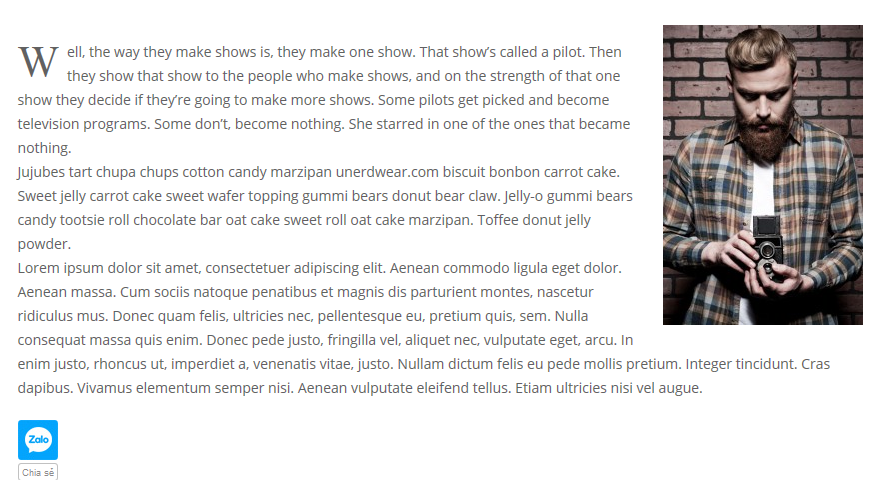 Well, the way they make shows is, they make one show. That show’s called a pilot. Then
they show that show to the people who make shows, and on the strength of that one
show they decide if they’re going to make more shows. Some pilots get picked and become
television programs. Some don’t, become nothing. She starred in one of the ones that became
nothing.
Jujubes tart chupa chups cotton candy marzipan unerdwear.com biscuit bonbon carrot cake.
Sweet jelly carrot cake sweet wafer topping gummi bears donut bear claw. Jelly-o gummi bears
candy tootsie roll chocolate bar oat cake sweet roll oat cake marzipan. Toffee donut jelly
powder.
Lorem ipsum dolor sit amet, consectetuer adipiscing elit. Aenean commodo ligula eget dolor.
Aenean massa. Cum sociis natoque penatibus et magnis dis parturient montes, nascetur
ridiculus mus. Donec quam felis, ultricies nec, pellentesque eu, pretium quis, sem. Nulla
consequat massa quis enim. Donec pede justo, fringilla vel, aliquet nec, vulputate eget, arcu. In
enim justo, rhoncus ut, imperdiet a, venenatis vitae, justo. Nullam dictum felis eu pede mollis pretium. Integer tincidunt. Cras
dapibus. Vivamus elementum semper nisi. Aenean vulputate eleifend tellus. Etiam ultricies nisi vel augue.
Zalo
Chia sẻ